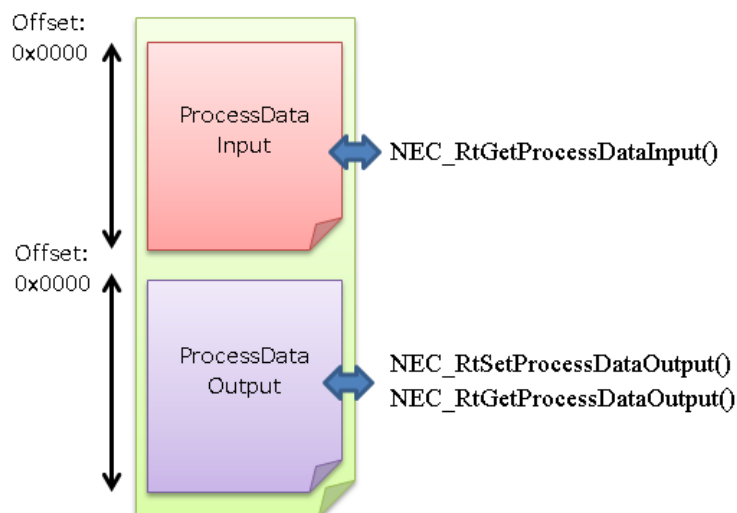 Offset:
0x0000
ProcessData
Input
NEC_RtGetProcessDataInput()
Offset:
0x0000
ProcessData
Output
NEC_RtSetProcessDataOutput()
NEC_RtGetProcessDataOutput()